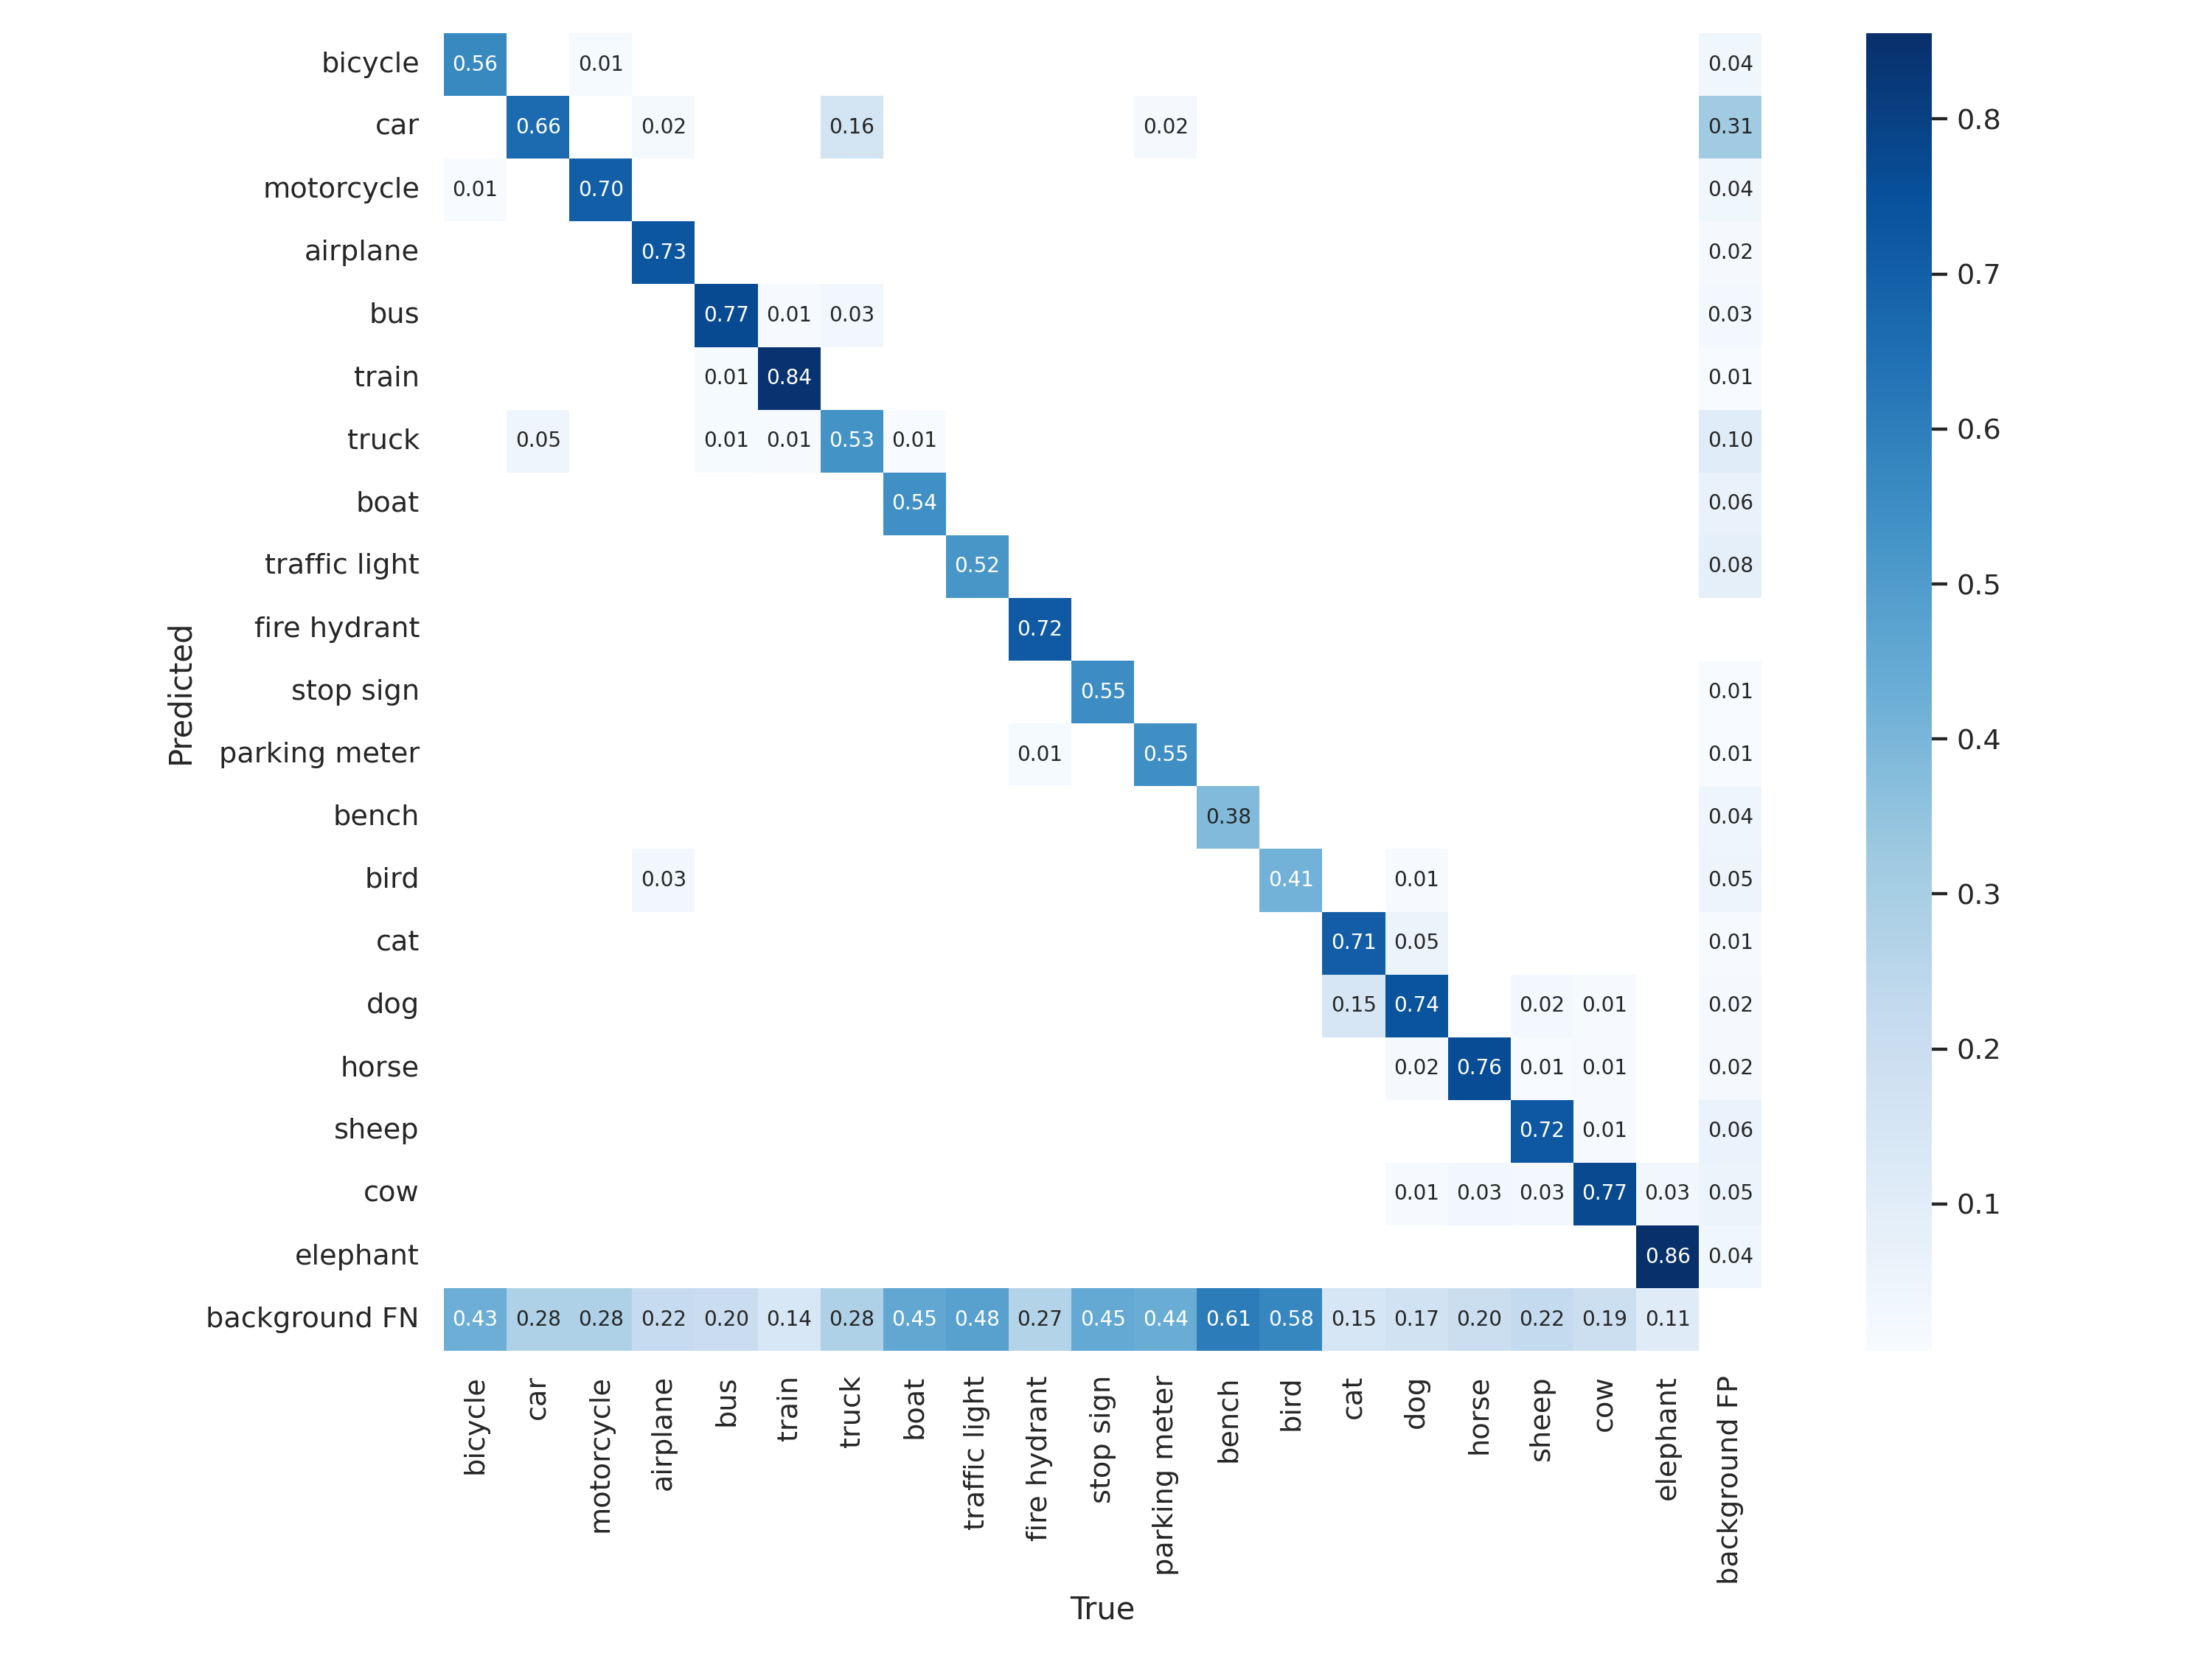 bicycle 0.56 0.01 0.04
car 0.66 0.02 0.16 0.02 0.31 0.8
motorcycle 0.01 0.70 0.04
airplane 0.73 0.02 0.7
bus 0.77 0.01 0.03 0.03
train 0.01 0.84 0.01
truck 0.05 0.01 0.01 0.53 0.01 0.10 0.6
boat 0.54 0.06
traffic light 0.52 0.08 0.5
fire hydrant 0.72
Predicted
stop sign 0.55 0.01
parking meter 0.01 0.55 0.01 0.4
bench 0.38 0.04
bird 0.03 0.41 0.01 0.05 0.3
cat 0.71 0.05 0.01
dog 0.15 0.74 0.02 0.01 0.02
horse 0.02 0.76 0.01 0.01 0.02 0.2
sheep 0.72 0.01 0.06
cow 0.01 0.03 0.03 0.77 0.03 0.05 0.1
elephant 0.86 0.04
background FN 0.43 0.28 0.28 0.22 0.20 0.14 0.28 0.45 0.48 0.27 0.45 0.44 0.61 0.58 0.15 0.17 0.20 0.22 0.19 0.11
bicycle
car
motorcycle
airplane
bus
train
truck
boat
traffic light
fire hydrant
stop sign
parking meter
bench
bird
cat
dog
horse
sheep
cow
elephant
background FP
True